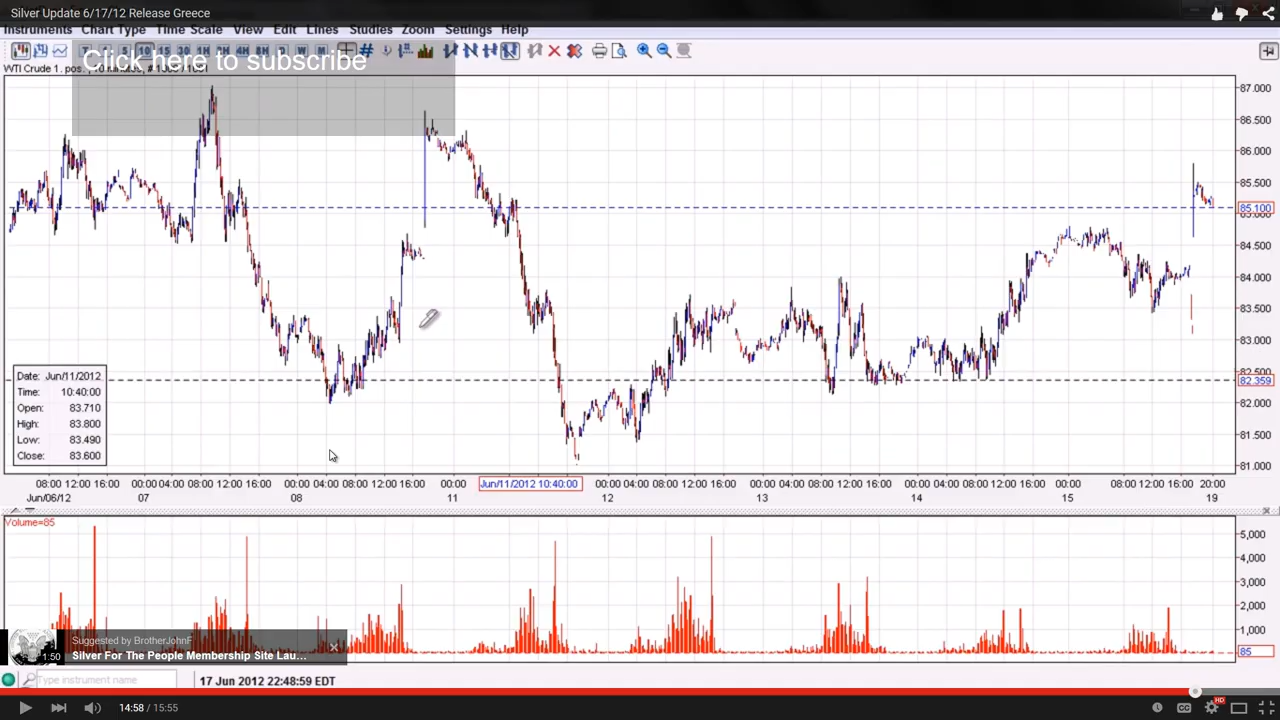 Silver Update 6/17/12 Release Greece
Instruments Chart Type Time Scale View Edit Lines Studies Zoom Settings Help
Click here to subscribe
WTI Crude 1. pos.
87.000
86.500
86.000
85.500
85.100
85.000
84.500
84.000
83.500
83.000
82.500
82.359
82.000
81.500
81.000
Date: Jun/11/2012
Time: 10:40:00
Open: 83.710
High: 83.800
Low: 83.490
Close: 83.600
08:00 12:00 16:00 00:00 04:00 08:00 12:00 16:00 00:00 04:00 08:00 12:00 16:00 00:00 Jun/11/2012 10:40:00 00:00 04:00 08:00 12:00 16:00 00:00 04:00 08:00 12:00 16:00 00:00 04:00 08:00 12:00 16:00 00:00 08:00 12:00 16:00 20:00
Jun/06/12 07 08 11 12 13 14 15 19
Volume=85
5,000
4,000
3,000
2,000
1,000
85
Suggested by BrotherJohnF
1:50 Silver For The People Membership Site Lau...
Type instrument name 17 Jun 2012 22:48:59 EDT
14:58 / 15:55 CC HD